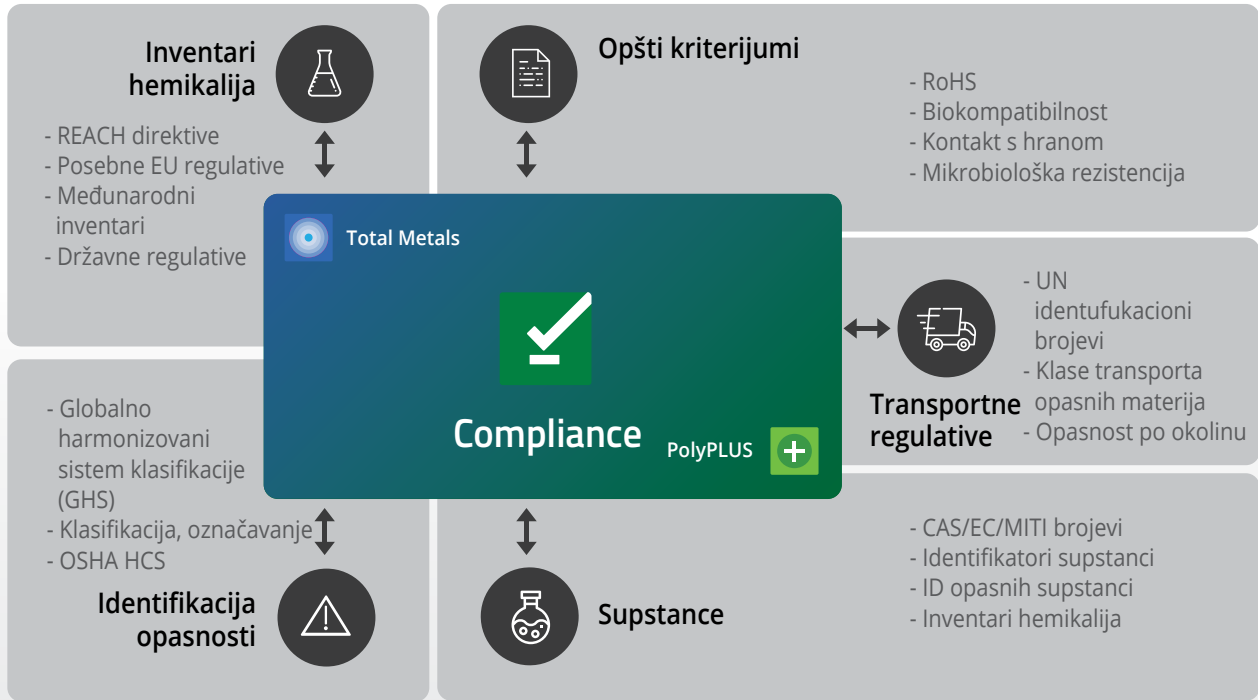 Inventari
hemikalija
- REACH direktive
- Posebne EU regulative
- Međunarodni
inventari
- Državne regulative
Opšti kriterijumi
- RoHS
- Biokompatibilnost
- Kontakt s hranom
- Mikrobiološka rezistencija
Total Metals
Compliance
PolyPLUS
Transportne
regulative
- UN
identufukacioni
brojevi
- Klase transporta
opasnih materija
- Opasnost po okolinu
- Globalno
harmonizovani
sistem klasifikacije
(GHS)
- Klasifikacija, označavanje
- OSHA HCS
Identifikacija
opasnosti
Supstance
- CAS/EC/MITI brojevi
- Identifikatori supstanci
- ID opasnih supstanci
- Inventari hemikalija